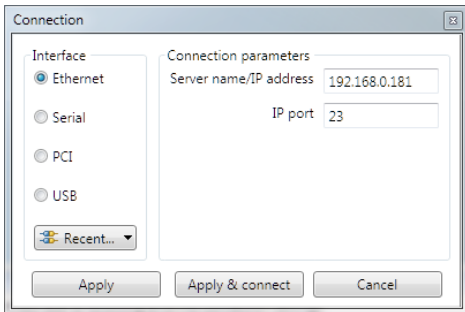 Connection
Interface
Ethernet
Serial
PCI
USB
Recent...
Connection parameters
Server name/IP address 192.168.0.181
IP port 23
Apply Apply & connect Cancel